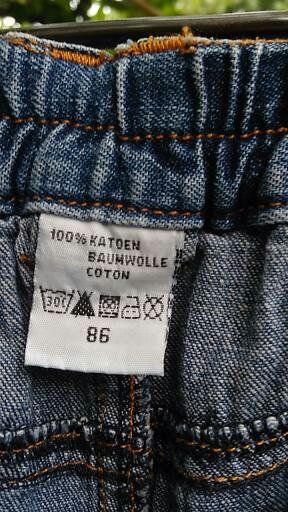 100% KATOEN
BAUMWOLLE
COTON
30°
86